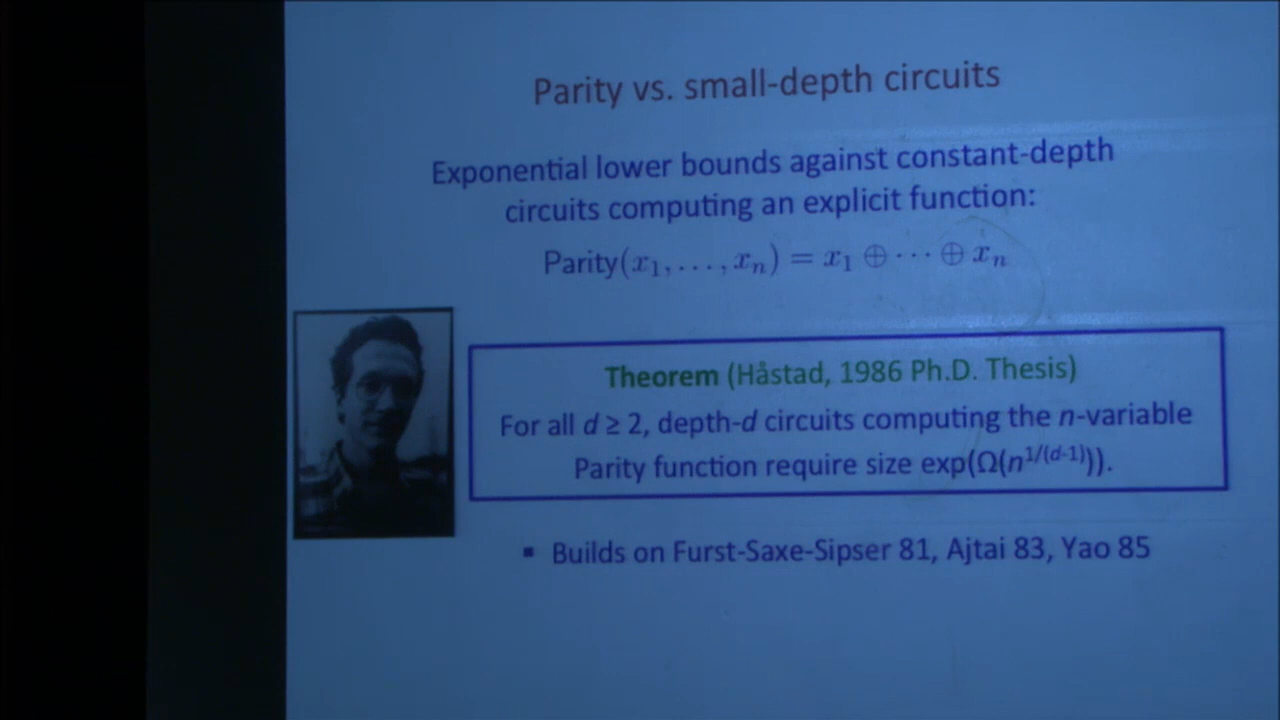 Parity vs. small-depth circuits
Exponential lower bounds against constant-depth
circuits computing an explicit function:
Parity(x₁, . . . , xₙ) = x₁ ⊕ · · · ⊕ xₙ
Theorem (Håstad, 1986 Ph.D. Thesis)
For all d ≥ 2, depth-d circuits computing the n-variable
Parity function require size exp(Ω(n^{1/(d-1)})).
▪ Builds on Furst-Saxe-Sipser 81, Ajtai 83, Yao 85